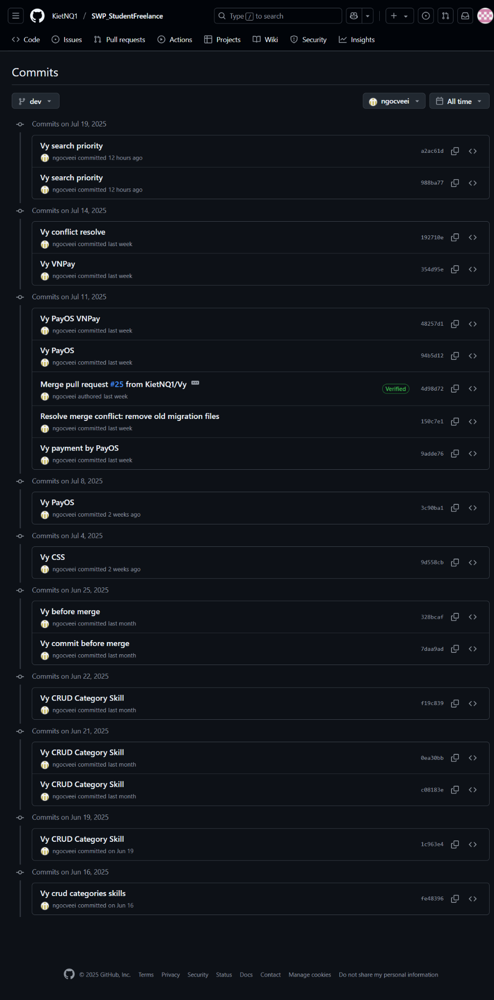 KietNQ1 / SWP_StudentFreelance
Type / to search
Code Issues Pull requests Actions Projects Wiki Security Insights
Commits
dev ngocveei All time
Commits on Jul 19, 2025
Vy search priority
ngocveei committed 12 hours ago
a2ac61d
Vy search priority
ngocveei committed 12 hours ago
988ba77
Commits on Jul 14, 2025
Vy conflict resolve
ngocveei committed last week
192710e
Vy VNPay
ngocveei committed last week
354d95e
Commits on Jul 11, 2025
Vy PayOS VNPay
ngocveei committed last week
48257d1
Vy PayOS
ngocveei committed last week
94b5d12
Merge pull request #25 from KietNQ1/Vy
ngocveei authored last week
Verified 4d98d72
Resolve merge conflict: remove old migration files
ngocveei committed last week
150c7e1
Vy payment by PayOS
ngocveei committed last week
9adde76
Commits on Jul 8, 2025
Vy PayOS
ngocveei committed 2 weeks ago
3c90ba1
Commits on Jul 4, 2025
Vy CSS
ngocveei committed 2 weeks ago
9d558cb
Commits on Jun 25, 2025
Vy before merge
ngocveei committed last month
328bcaf
Vy commit before merge
ngocveei committed last month
7daa9ad
Commits on Jun 22, 2025
Vy CRUD Category Skill
ngocveei committed last month
f19c839
Commits on Jun 21, 2025
Vy CRUD Category Skill
ngocveei committed last month
0ea30bb
Vy CRUD Category Skill
ngocveei committed last month
c08183e
Commits on Jun 19, 2025
Vy CRUD Category Skill
ngocveei committed on Jun 19
1c963e4
Commits on Jun 16, 2025
Vy crud categories skills
ngocveei committed on Jun 16
fe48396
© 2025 GitHub, Inc. Terms Privacy Security Status Docs Contact Manage cookies Do not share my personal information